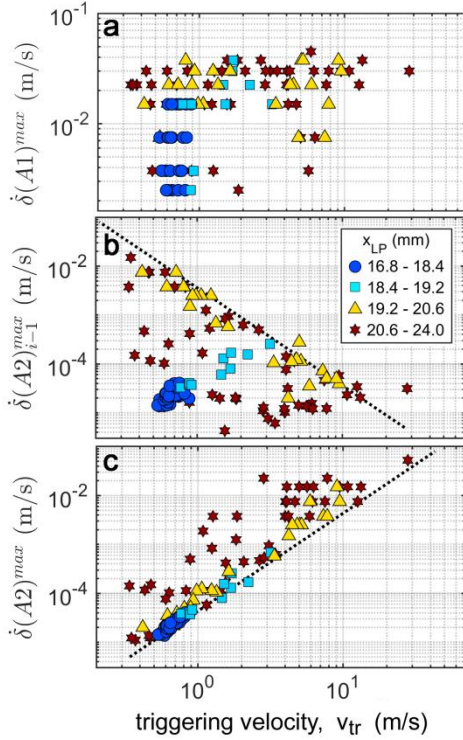 a
δ̇(A1)^max (m/s)
10^-2
b
δ̇(A2)^max_i-1 (m/s)
10^-2
10^-4
x_LP (mm)
16.8 - 18.4
18.4 - 19.2
19.2 - 20.6
20.6 - 24.0
c
δ̇(A2)^max (m/s)
10^-2
10^-4
10^0
10^1
triggering velocity, v_tr (m/s)